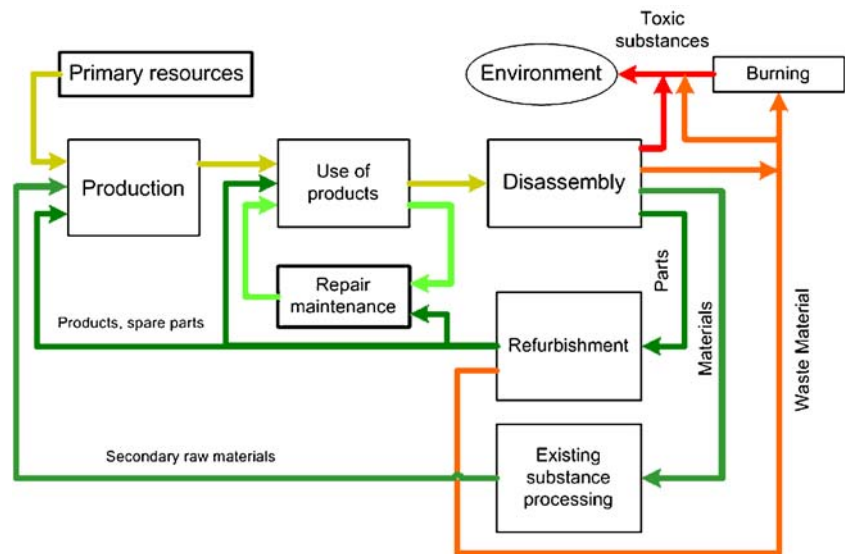 Toxic
substances
Primary resources
Environment
Burning
Production
Use of
products
Disassembly
Repair
maintenance
Parts
Materials
Waste Material
Products, spare parts
Refurbishment
Secondary raw materials
Existing
substance
processing